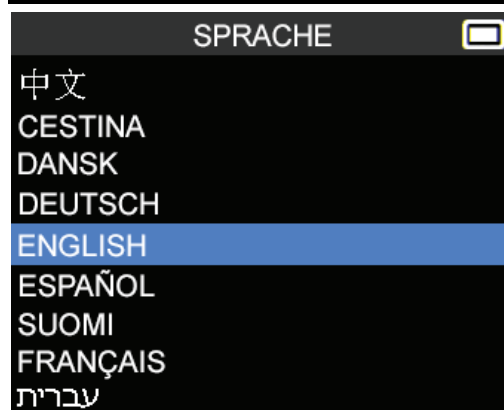 SPRACHE
中文
CESTINA
DANSK
DEUTSCH
ENGLISH
ESPAÑOL
SUOMI
FRANÇAIS
עברית